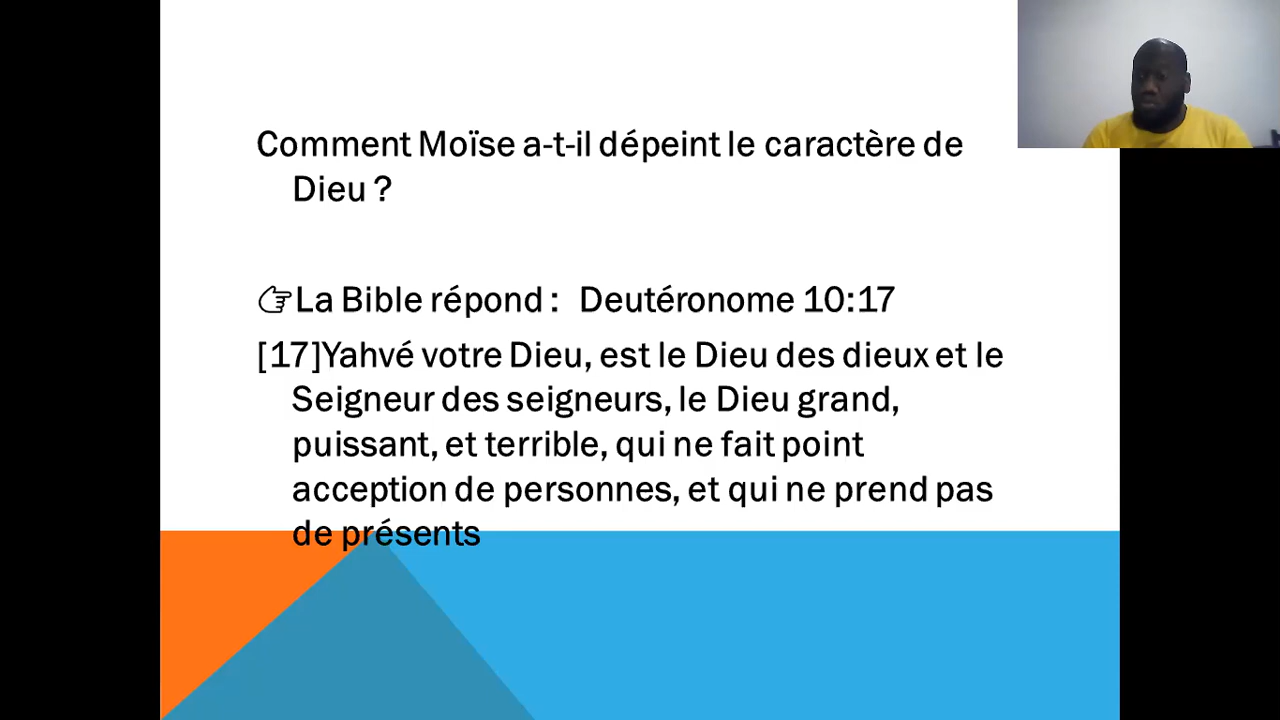 Comment Moïse a-t-il dépeint le caractère de
Dieu ?
👉La Bible répond : Deutéronome 10:17
[17]Yahvé votre Dieu, est le Dieu des dieux et le
Seigneur des seigneurs, le Dieu grand,
puissant, et terrible, qui ne fait point
acception de personnes, et qui ne prend pas
de présents